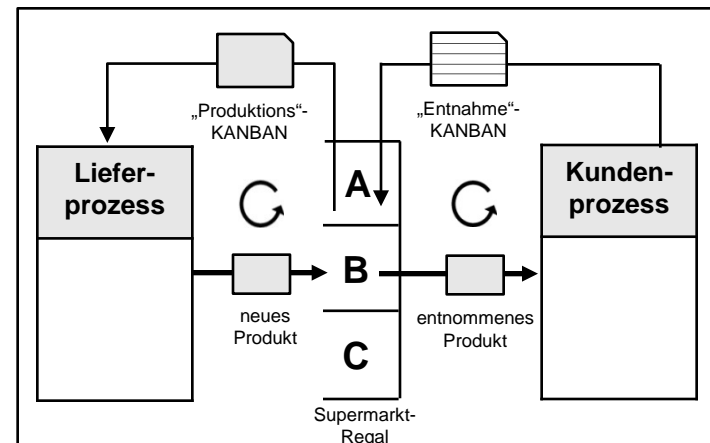 „Produktions“-
KANBAN
„Entnahme“-
KANBAN
Liefer-
prozess
A
Kunden-
prozess
B
neues
Produkt
entnommenes
Produkt
C
Supermarkt-
Regal